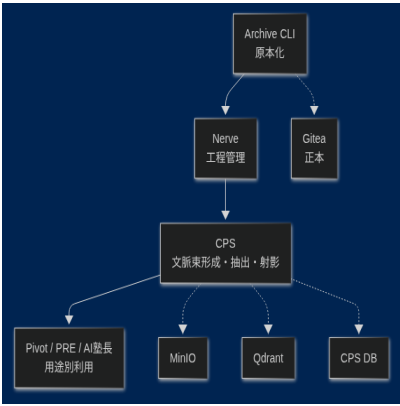 Archive CLI
原本化
Nerve
工程管理
Gitea
正本
CPS
文脈束形成・抽出・射影
Pivot / PRE / AI塾長
用途別利用
MinIO
Qdrant
CPS DB